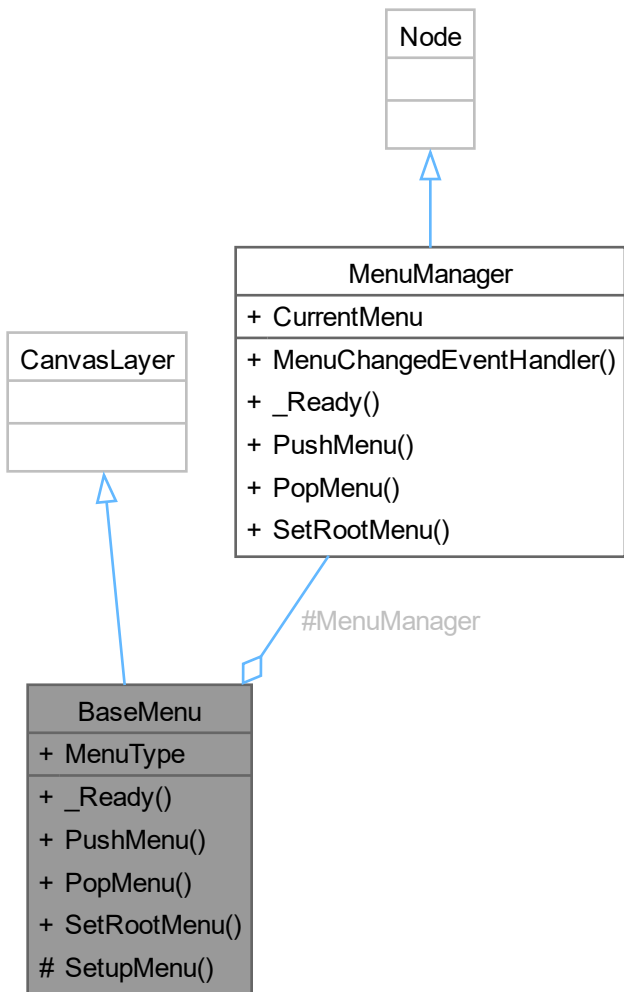 Node
MenuManager
+ CurrentMenu
+ MenuChangedEventHandler()
+ _Ready()
+ PushMenu()
+ PopMenu()
+ SetRootMenu()
CanvasLayer
#MenuManager
BaseMenu
+ MenuType
+ _Ready()
+ PushMenu()
+ PopMenu()
+ SetRootMenu()
# SetupMenu()